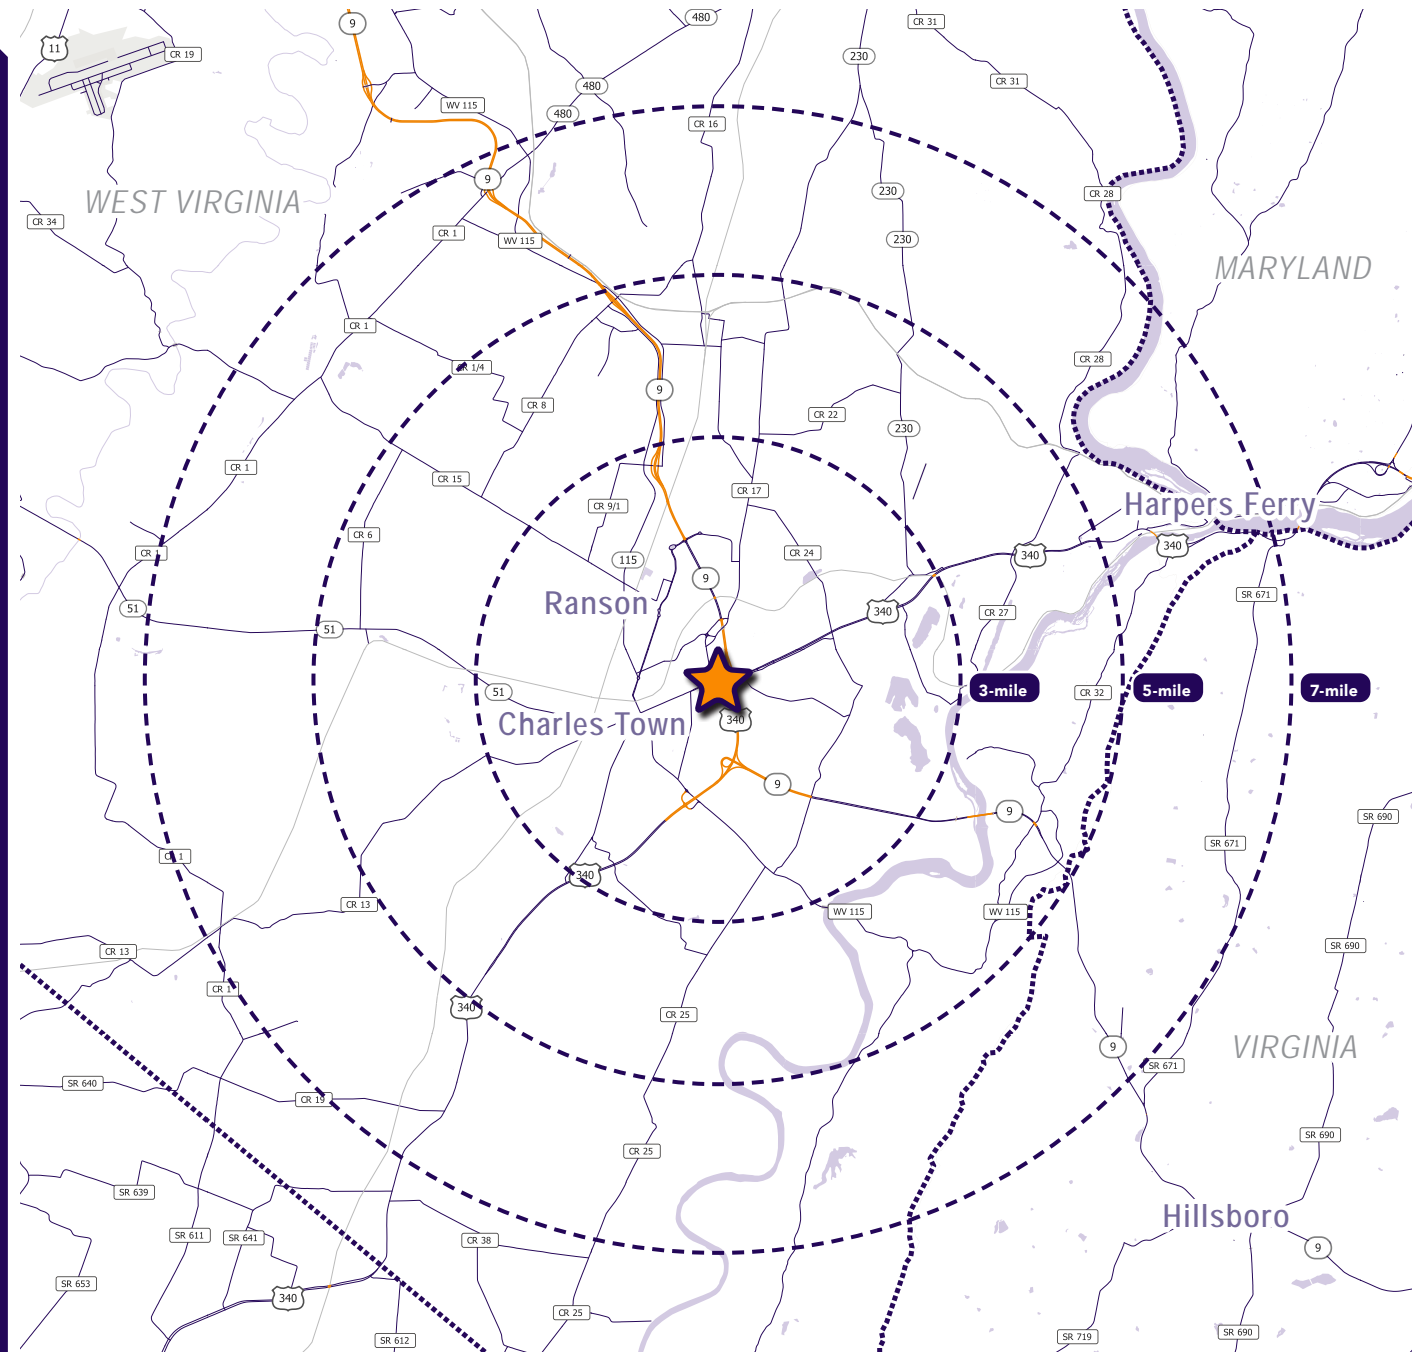 9
480
CR 31
11
CR 19
230
CR 31
480
WV 115
480
CR 16
9
230
CR 28
WEST VIRGINIA
CR 34
CR 1
WV 115
230
MARYLAND
CR 1
CR 28
CR 1/4
9
CR 8
CR 22
230
CR 1
CR 15
CR 17
CR 9/1
Harpers Ferry
CR 6
CR 1
115
CR 24
340
340
9
SR 671
Ranson
51
340
CR 27
51
51
3-mile
CR 32
5-mile
7-mile
Charles Town
340
9
9
SR 690
SR 671
CR 1
340
CR 13
WV 115
WV 115
CR 13
SR 690
CR 1
340
CR 25
9
VIRGINIA
SR 671
SR 640
CR 19
SR 690
CR 25
SR 639
Hillsboro
SR 611
SR 641
CR 38
9
SR 653
340
CR 25
SR 612
SR 719
SR 690